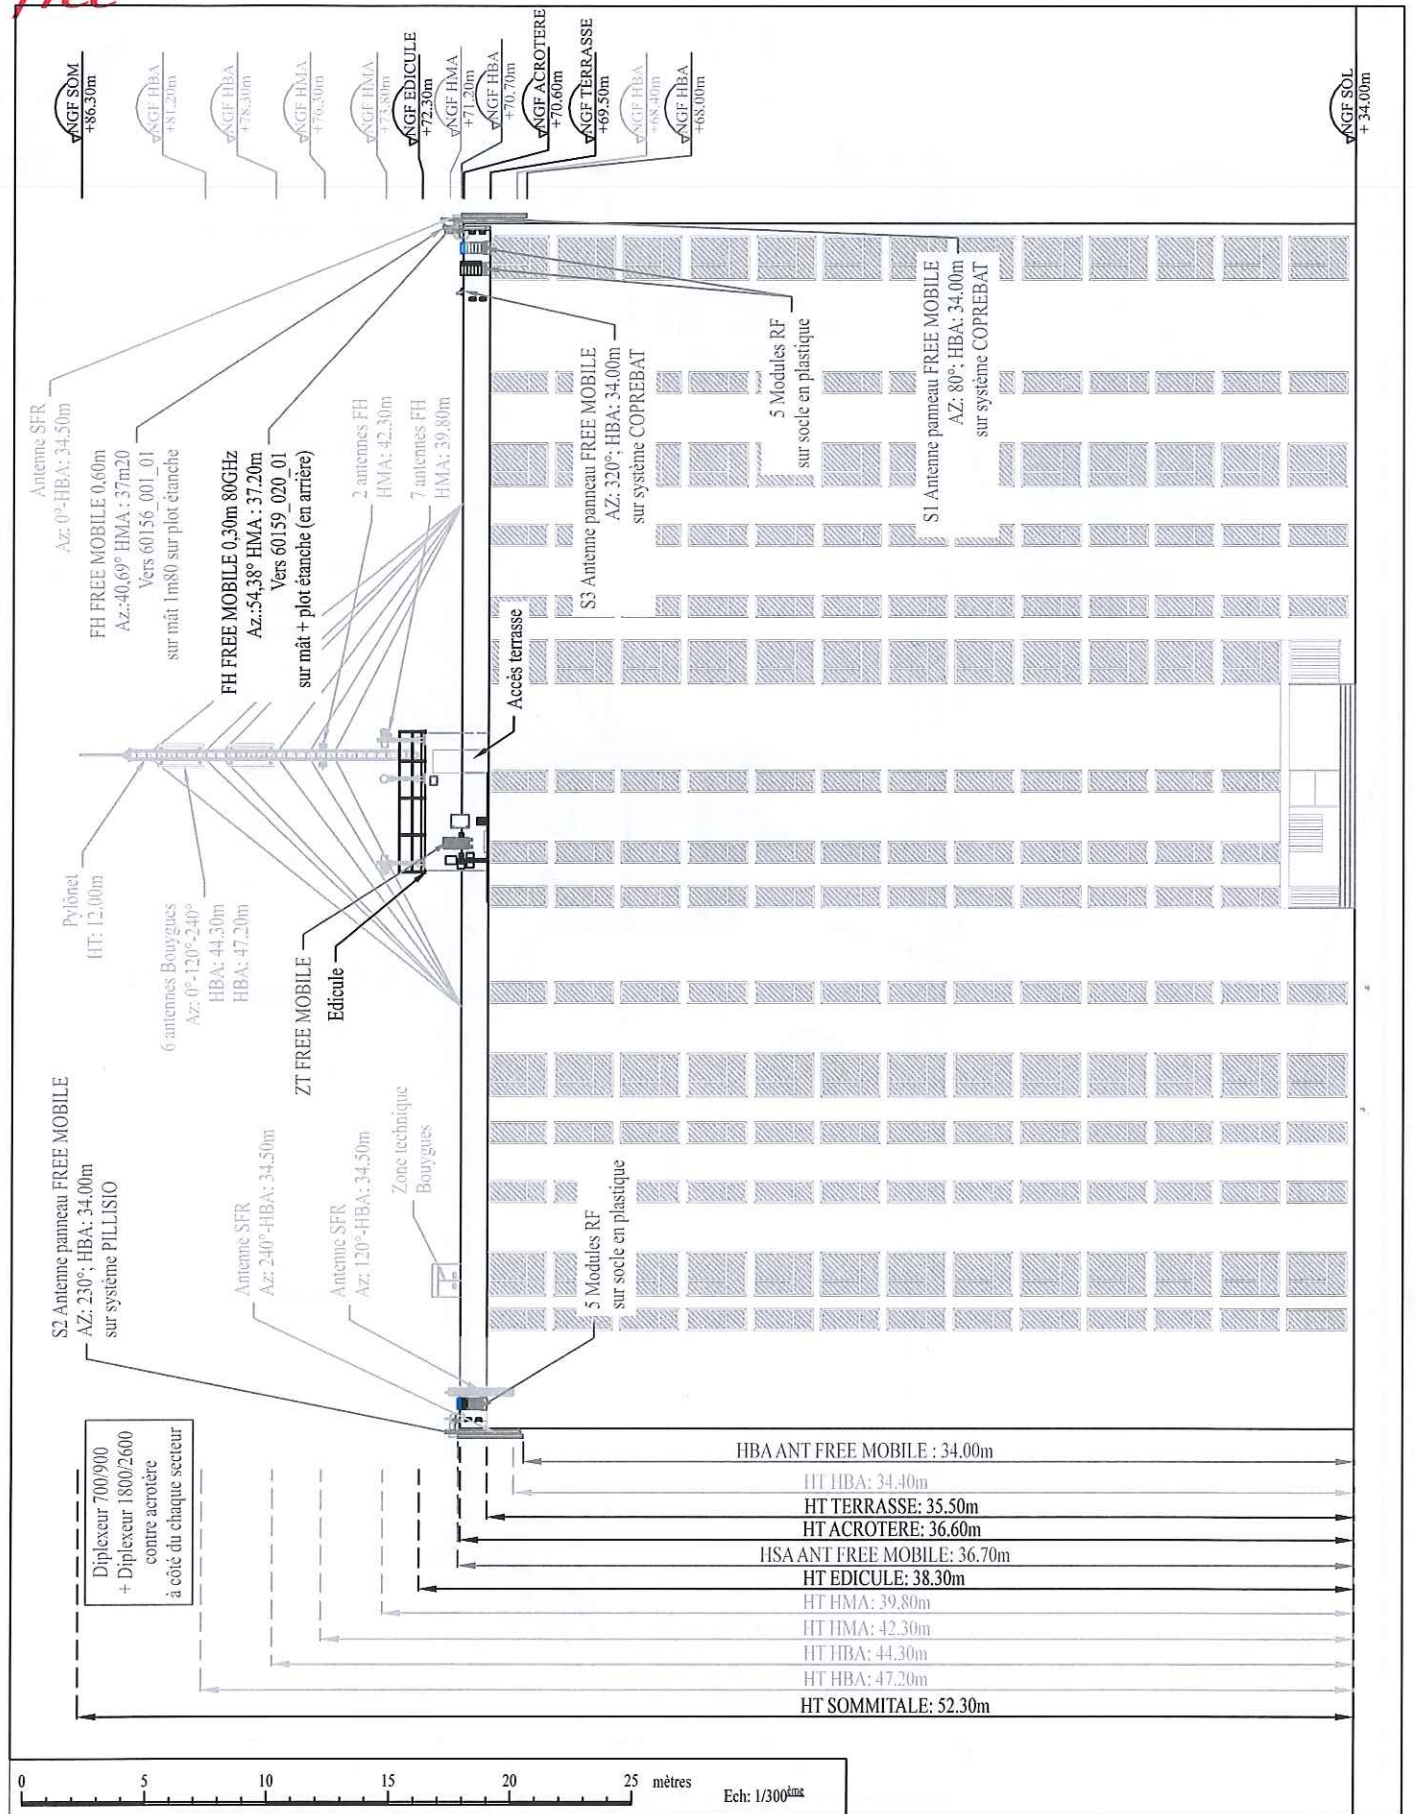 Free
NGF SOM
+86.30m
NGF HBA
+81.20m
NGF HBA
+78.30m
NGF HMA
+76.30m
NGF HMA
+73.80m
NGF EDICULE
+72.30m
NGF HMA
+71.20m
NGF HBA
+70.70m
NGF ACROTERE
+70.60m
NGF TERRASSE
+69.50m
NGF HBA
+68.40m
NGF HBA
+68.00m
NGF SOL
+ 34.00m
Antenne SFR
Az: 0°-HBA: 34.50m
FH FREE MOBILE 0,60m
Az.:40,69° HMA : 37m20
Vers 60156_001_01
sur mât 1m80 sur plot étanche
FH FREE MOBILE 0,30m 80GHz
Az.:54,38° HMA : 37.20m
Vers 60159_020_01
sur mât + plot étanche (en arrière)
2 antennes FH
HMA: 42.30m
7 antennes FH
HMA: 39.80m
Accès terrasse
S3 Antenne panneau FREE MOBILE
AZ: 320°; HBA: 34.00m
sur système COPREBAT
5 Modules RF
sur socle en plastique
S1 Antenne panneau FREE MOBILE
AZ: 80°; HBA: 34.00m
sur système COPREBAT
Pylônet
HT: 12.00m
6 antennes Bouygues
Az: 0°-120°-240°
HBA: 44.30m
HBA: 47.20m
ZT FREE MOBILE
Edicule
S2 Antenne panneau FREE MOBILE
AZ: 230°; HBA: 34.00m
sur système PILLISIO
Antenne SFR
Az: 240°-HBA: 34.50m
Antenne SFR
Az: 120°-HBA: 34.50m
Zone technique
Bouygues
5 Modules RF
sur socle en plastique
Diplexeur 700/900
+ Diplexeur 1800/2600
contre acrotère
à côté du chaque secteur
HBA ANT FREE MOBILE : 34.00m
HT HBA: 34.40m
HT TERRASSE: 35.50m
HT ACROTERE: 36.60m
HSA ANT FREE MOBILE: 36.70m
HT EDICULE: 38.30m
HT HMA: 39.80m
HT HMA: 42.30m
HT HBA: 44.30m
HT HBA: 47.20m
HT SOMMITALE: 52.30m
0 5 10 15 20 25 mètres
Ech: 1/300ème